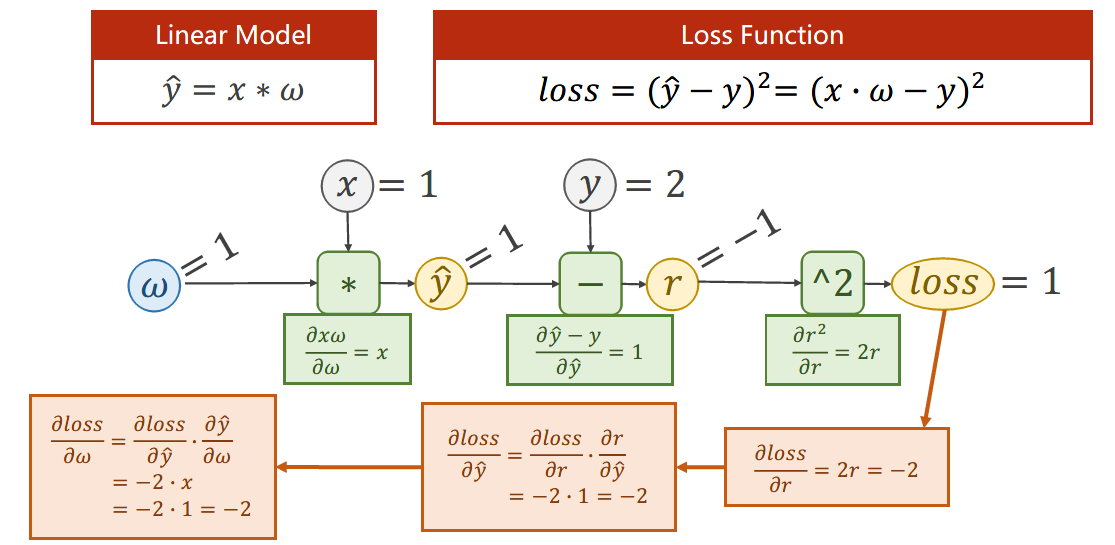 Linear Model
ŷ = x ∗ ω
Loss Function
loss = (ŷ − y)²= (x · ω − y)²
x = 1
y = 2
ω = 1
∗
ŷ = 1
−
r = −1
^2
loss = 1
∂xω/∂ω = x
∂ŷ − y/∂ŷ = 1
∂r²/∂r = 2r
∂loss/∂ω = ∂loss/∂ŷ · ∂ŷ/∂ω
= −2 · x
= −2 · 1 = −2
∂loss/∂ŷ = ∂loss/∂r · ∂r/∂ŷ
= −2 · 1 = −2
∂loss/∂r = 2r = −2